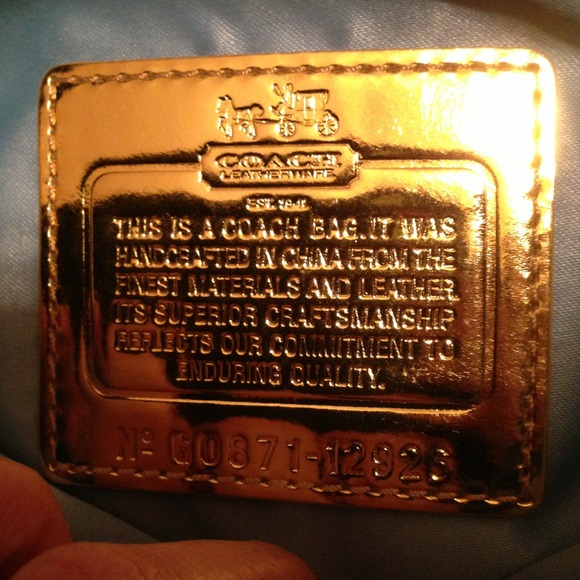 COACH
LEATHERWARE
EST. 1941
THIS IS A COACH BAG. IT WAS
HANDCRAFTED IN CHINA FROM THE
FINEST MATERIALS AND LEATHER
ITS SUPERIOR CRAFTSMANSHIP
REFLECTS OUR COMMITMENT TO
ENDURING QUALITY.
Nº G0871-12926